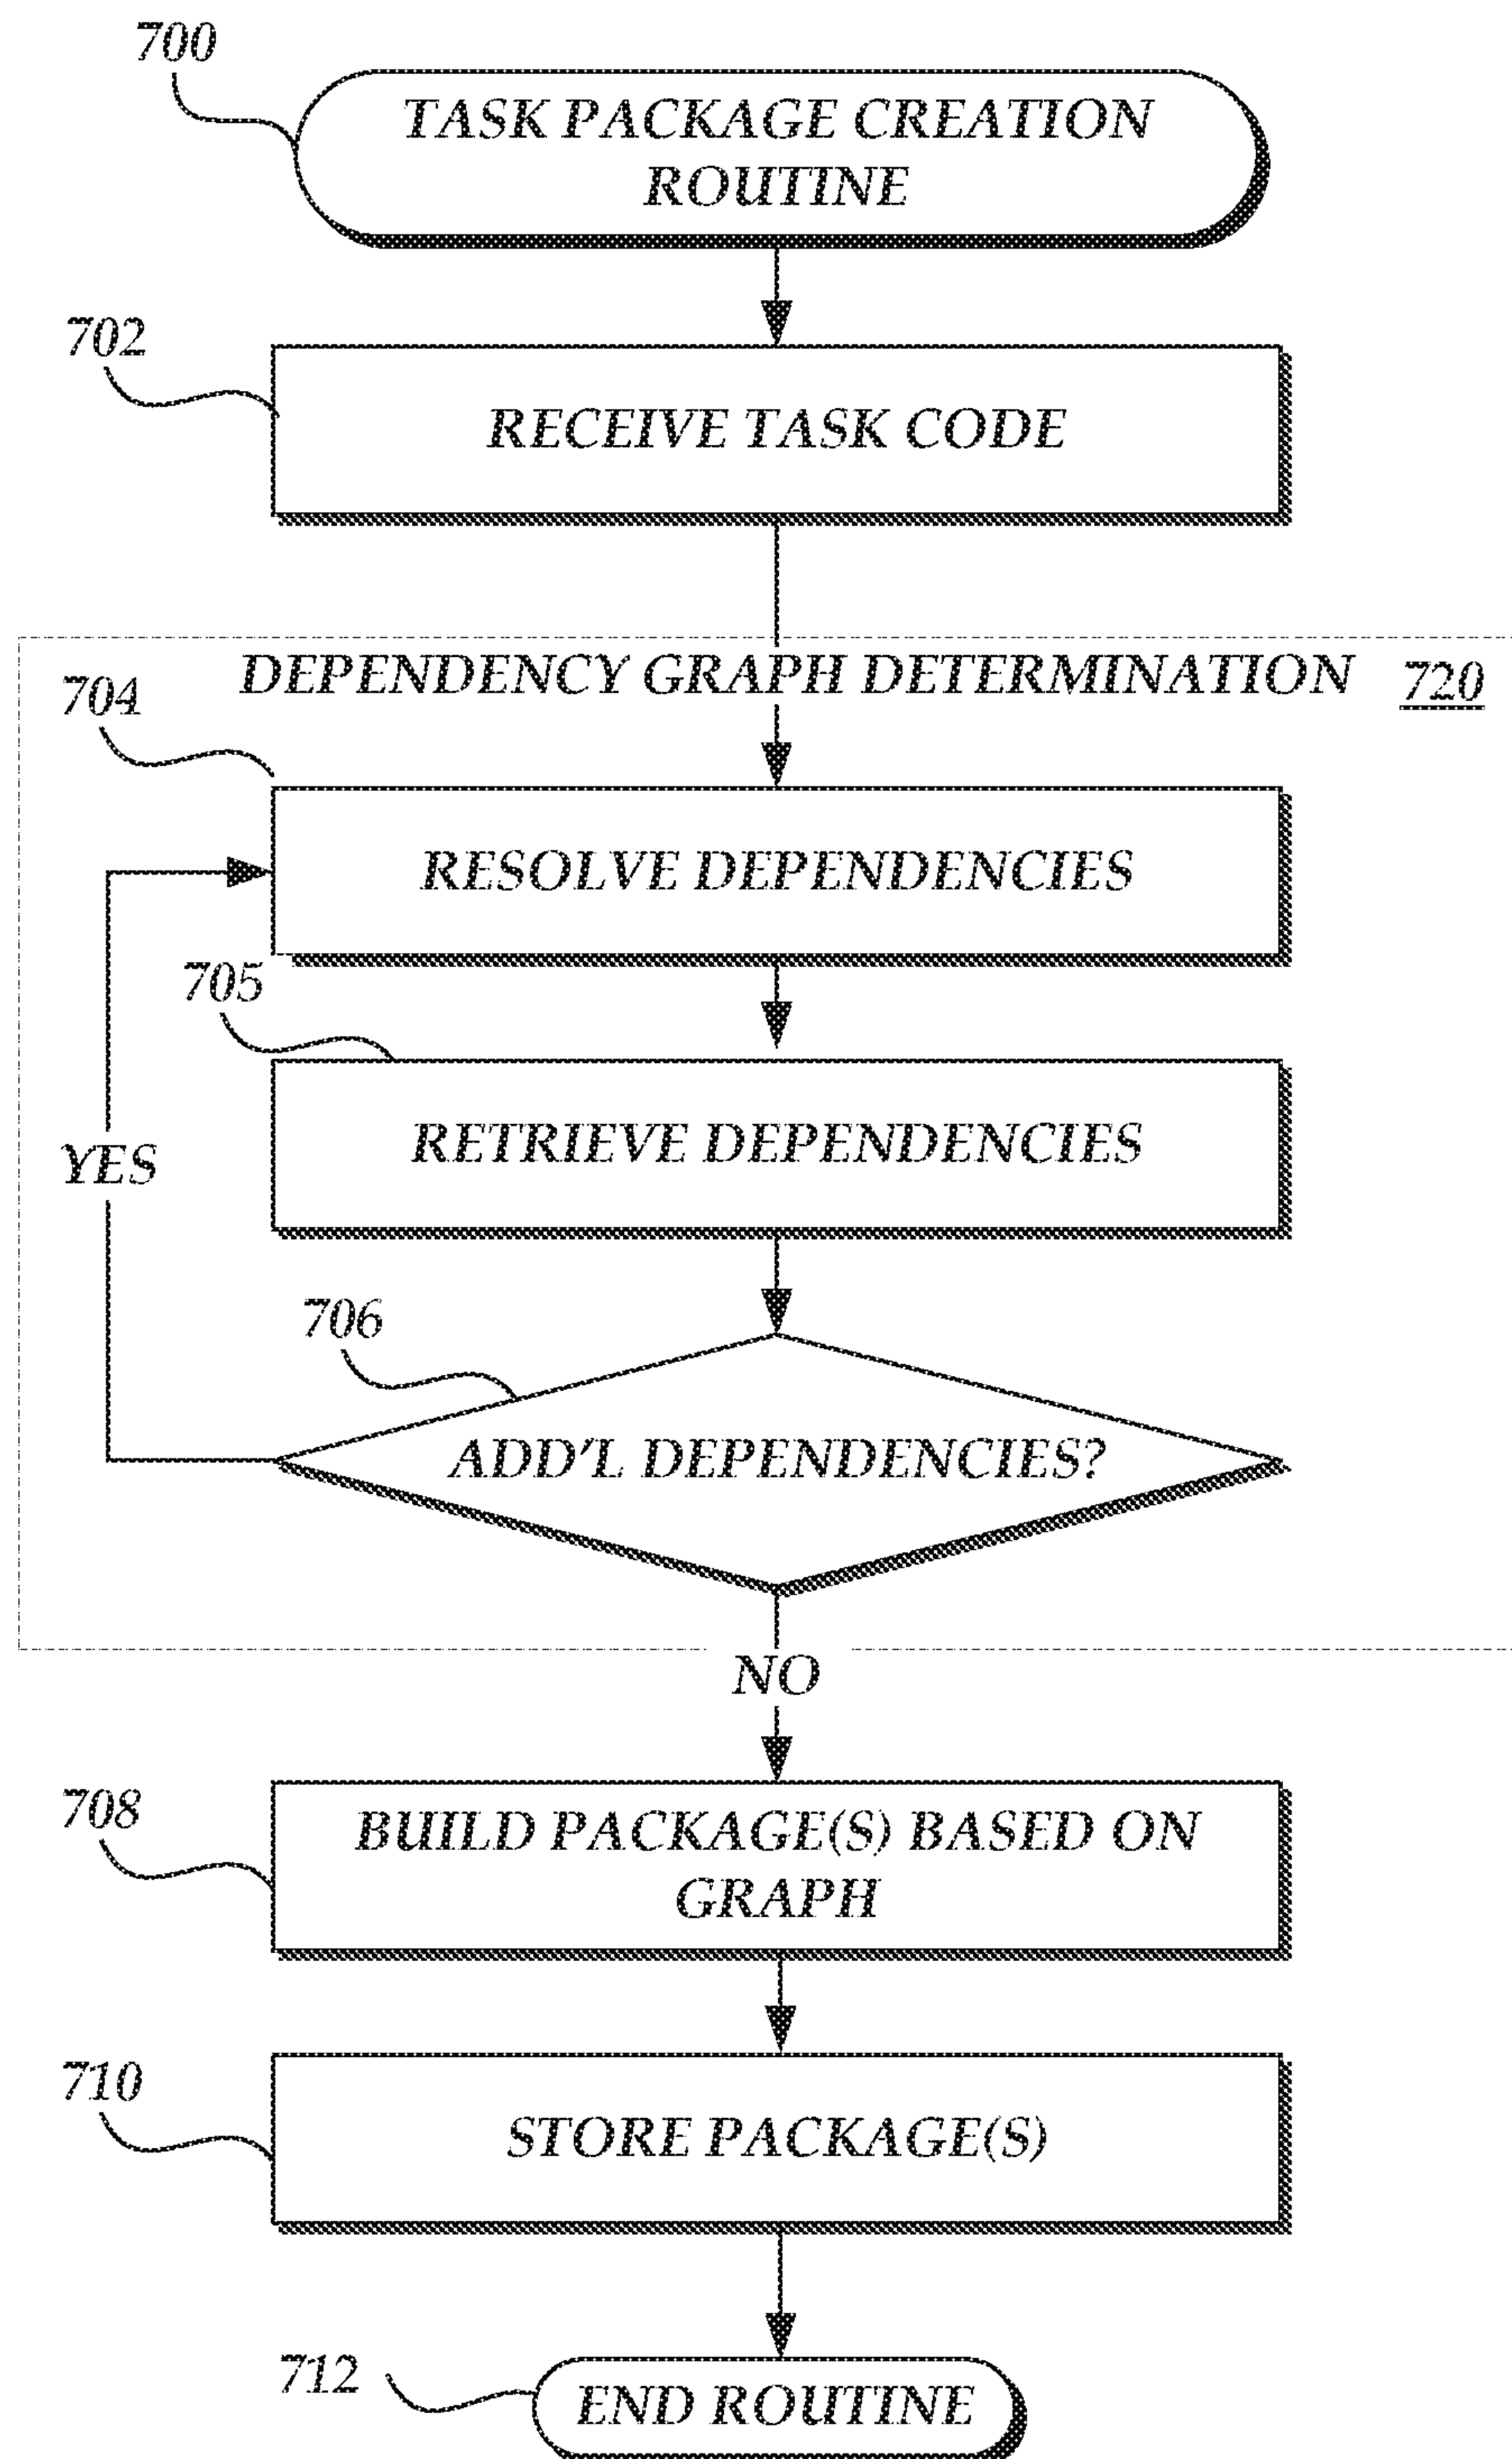 700
TASK PACKAGE CREATION
ROUTINE
702
RECEIVE TASK CODE
DEPENDENCY GRAPH DETERMINATION 720
704
RESOLVE DEPENDENCIES
705
RETRIEVE DEPENDENCIES
YES
706
ADD'L DEPENDENCIES?
NO
708
BUILD PACKAGE(S) BASED ON
GRAPH
710
STORE PACKAGE(S)
712
END ROUTINE